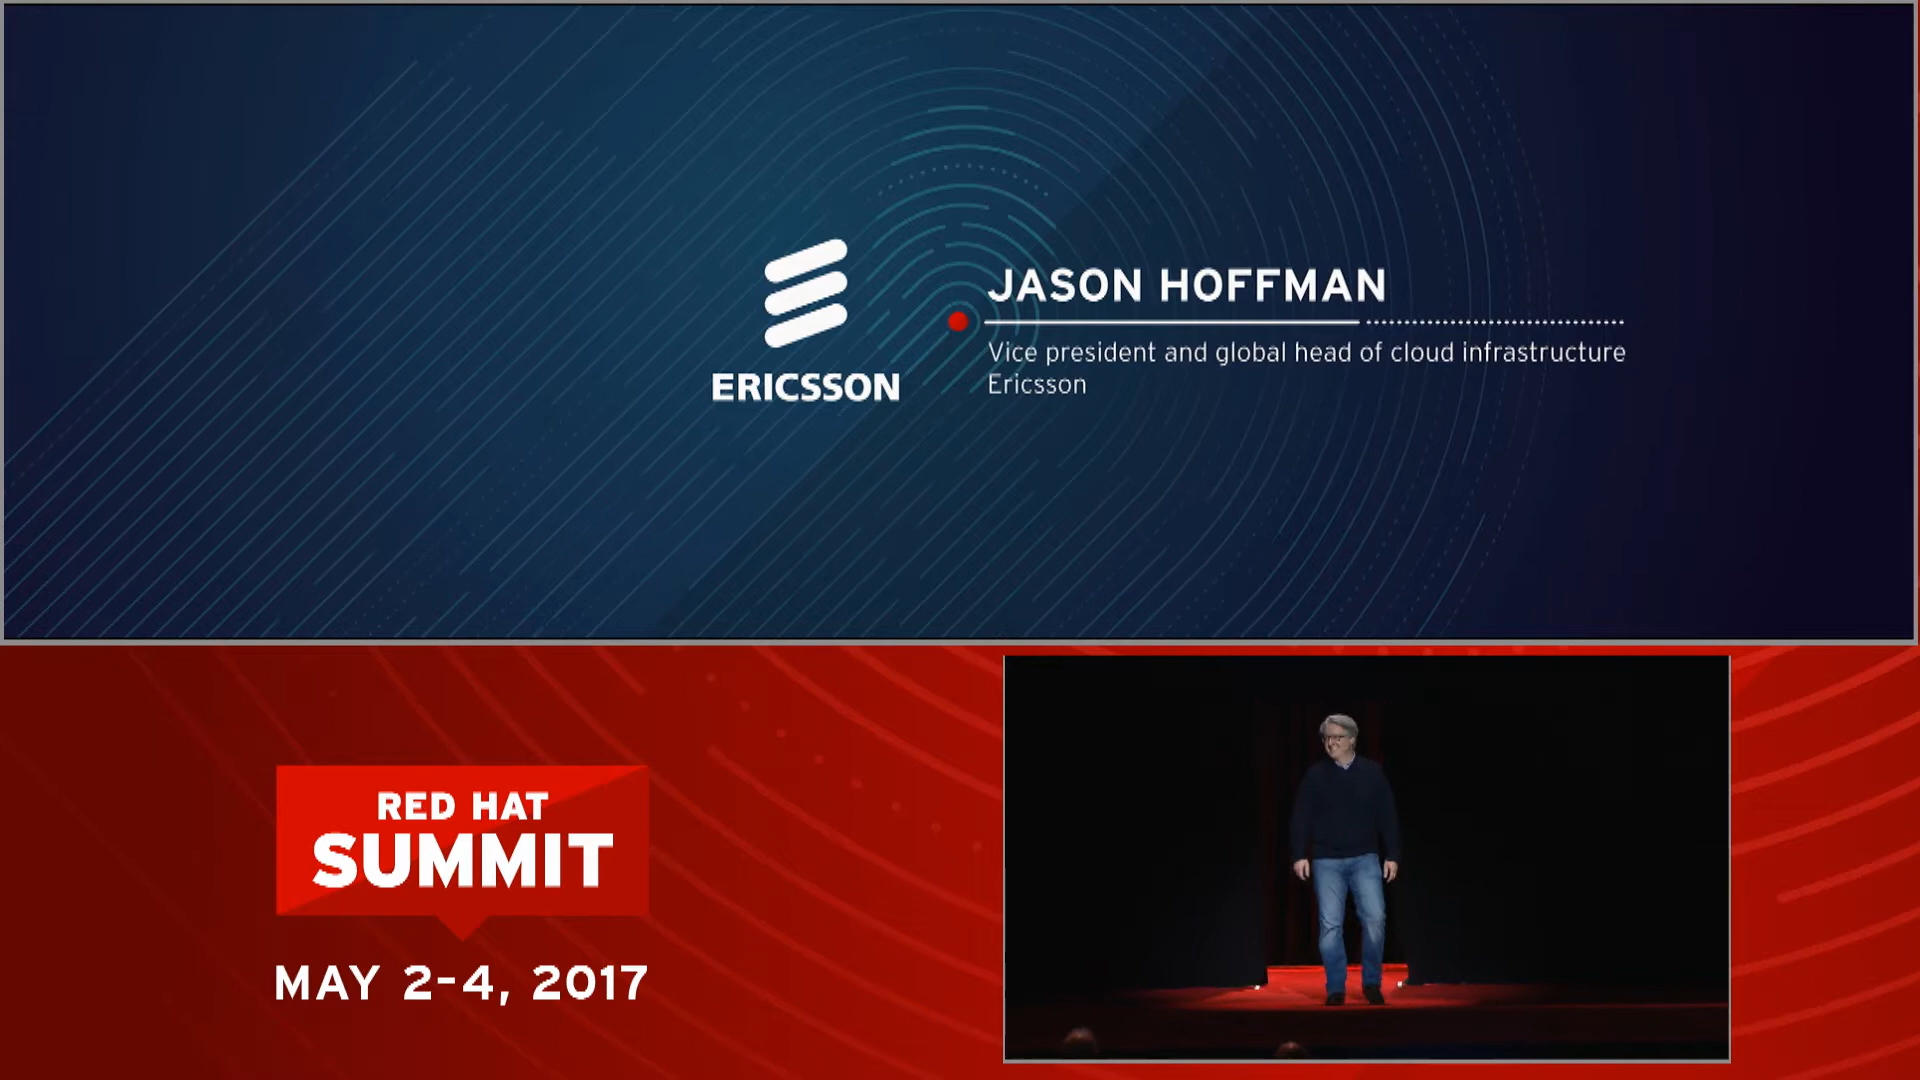 ERICSSON
JASON HOFFMAN
Vice president and global head of cloud infrastructure
Ericsson
RED HAT
SUMMIT
MAY 2-4, 2017